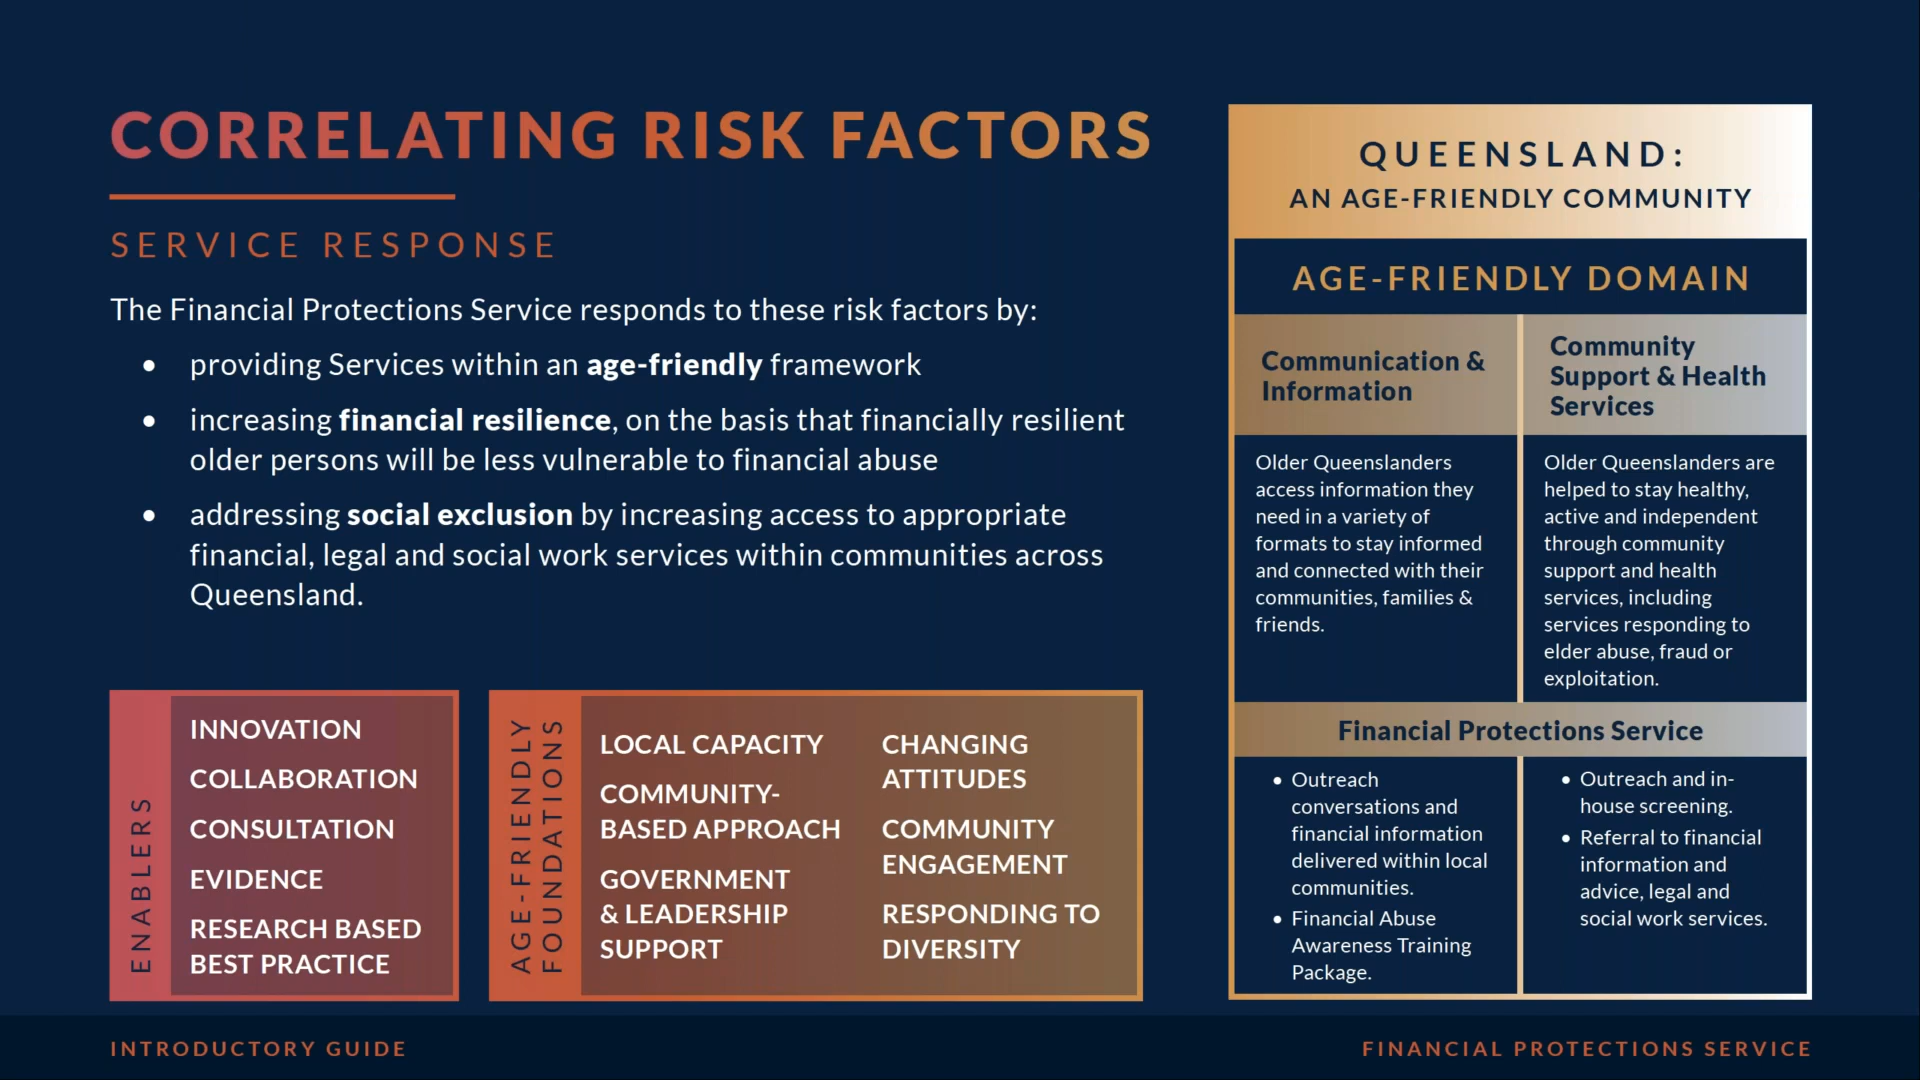 CORRELATING RISK FACTORS
SERVICE RESPONSE
The Financial Protections Service responds to these risk factors by:
• providing Services within an age-friendly framework
• increasing financial resilience, on the basis that financially resilient
older persons will be less vulnerable to financial abuse
• addressing social exclusion by increasing access to appropriate
financial, legal and social work services within communities across
Queensland.
ENABLERS
INNOVATION
COLLABORATION
CONSULTATION
EVIDENCE
RESEARCH BASED
BEST PRACTICE
AGE-FRIENDLY
FOUNDATIONS
LOCAL CAPACITY
COMMUNITY-
BASED APPROACH
GOVERNMENT
& LEADERSHIP
SUPPORT
CHANGING
ATTITUDES
COMMUNITY
ENGAGEMENT
RESPONDING TO
DIVERSITY
QUEENSLAND:
AN AGE-FRIENDLY COMMUNITY
AGE-FRIENDLY DOMAIN
Communication &
Information
Older Queenslanders
access information they
need in a variety of
formats to stay informed
and connected with their
communities, families &
friends.
Community
Support & Health
Services
Older Queenslanders are
helped to stay healthy,
active and independent
through community
support and health
services, including
services responding to
elder abuse, fraud or
exploitation.
Financial Protections Service
• Outreach
conversations and
financial information
delivered within local
communities.
• Financial Abuse
Awareness Training
Package.
• Outreach and in-
house screening.
• Referral to financial
information and
advice, legal and
social work services.
INTRODUCTORY GUIDE
FINANCIAL PROTECTIONS SERVICE